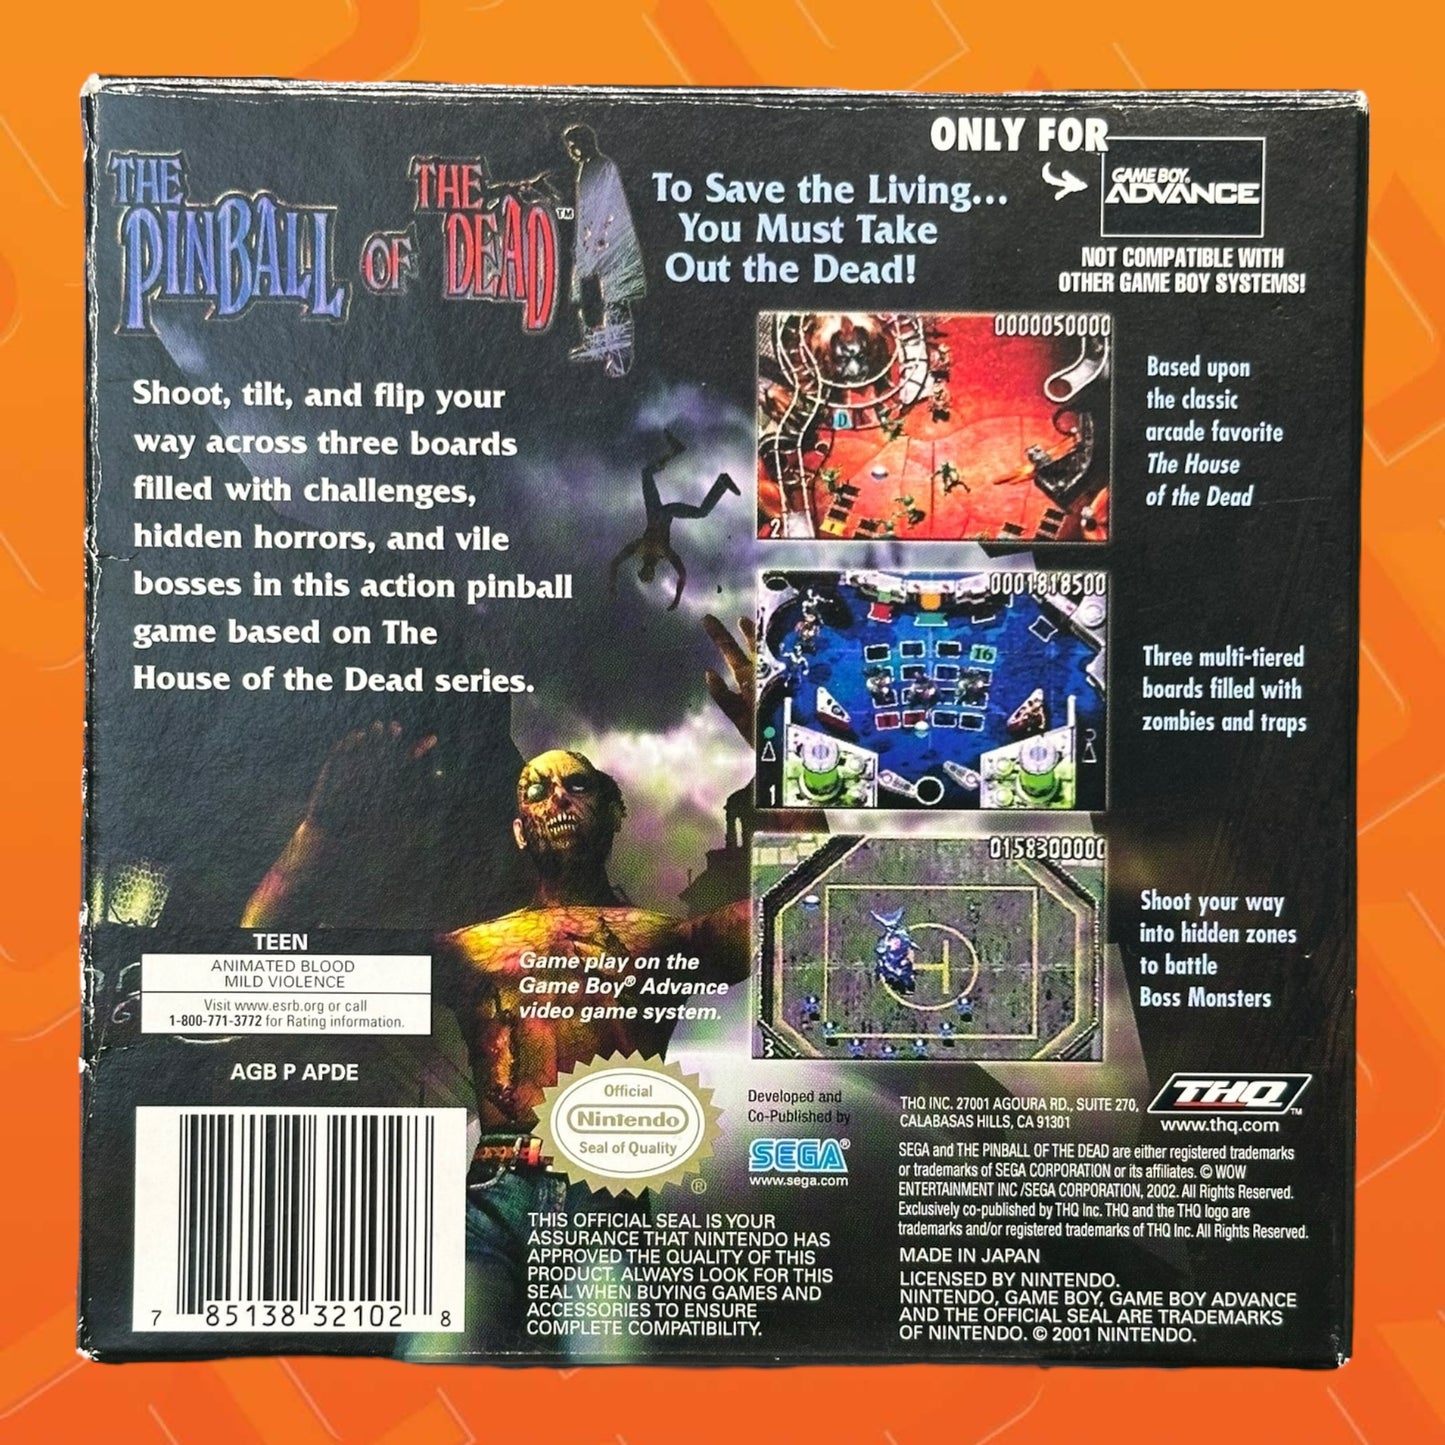 THE PINBALL OF THE DEAD™
To Save the Living...
You Must Take
Out the Dead!
ONLY FOR
GAME BOY ADVANCE
NOT COMPATIBLE WITH
OTHER GAME BOY SYSTEMS!
Shoot, tilt, and flip your
way across three boards
filled with challenges,
hidden horrors, and vile
bosses in this action pinball
game based on The
House of the Dead series.
0000050000
D
2
Based upon
the classic
arcade favorite
The House
of the Dead
0001818500
16
1
Three multi-tiered
boards filled with
zombies and traps
0158300000
H
3
Shoot your way
into hidden zones
to battle
Boss Monsters
TEEN
ANIMATED BLOOD
MILD VIOLENCE
Visit www.esrb.org or call
1-800-771-3772 for Rating information.
Game play on the
Game Boy® Advance
video game system.
AGB P APDE
7 85138 32102 8
Official
Nintendo
Seal of Quality
®
THIS OFFICIAL SEAL IS YOUR
ASSURANCE THAT NINTENDO HAS
APPROVED THE QUALITY OF THIS
PRODUCT. ALWAYS LOOK FOR THIS
SEAL WHEN BUYING GAMES AND
ACCESSORIES TO ENSURE
COMPLETE COMPATIBILITY.
Developed and
Co-Published by
SEGA®
www.sega.com
THQ INC. 27001 AGOURA RD., SUITE 270,
CALABASAS HILLS, CA 91301
THQ™
www.thq.com
SEGA and THE PINBALL OF THE DEAD are either registered trademarks
or trademarks of SEGA CORPORATION or its affiliates. © WOW
ENTERTAINMENT INC /SEGA CORPORATION, 2002. All Rights Reserved.
Exclusively co-published by THQ Inc. THQ and the THQ logo are
trademarks and/or registered trademarks of THQ Inc. All Rights Reserved.
MADE IN JAPAN
LICENSED BY NINTENDO.
NINTENDO, GAME BOY, GAME BOY ADVANCE
AND THE OFFICIAL SEAL ARE TRADEMARKS
OF NINTENDO. © 2001 NINTENDO.